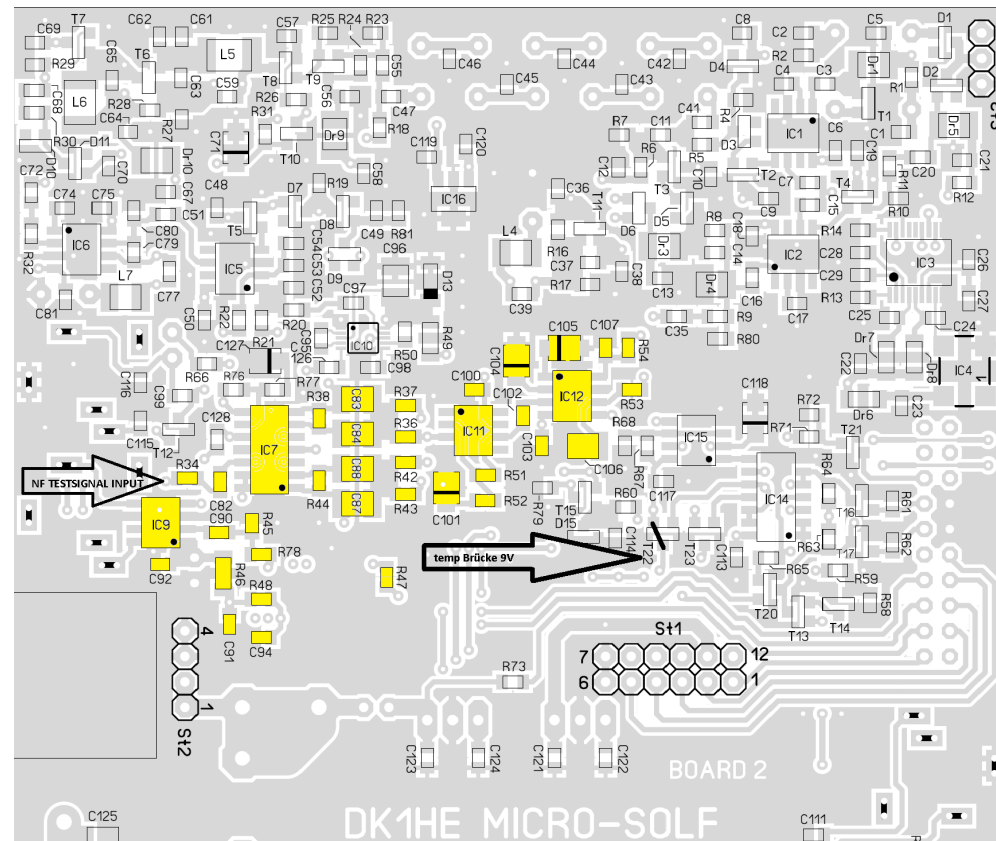 T7 C62 C61 C57 R25 R24 R23 C8 C2 C5 D1
C69 C65 T6 L5 C46 C44 C42 R2 D4 Dr1 D2
R29 C63 C59 T8 T9 C55 C45 C43 C4 C3 R1
L6 R28 R26 C56 C47 C41 R4 T1
C68 C64 R27 R31 Dr9 R18 R7 C11 D3 IC1 C6 C1 Dr5
R30 D11 C71 T10 C119 C120 R6 R5 C19
D10 Dr10 C12 C20 C21
C72 C70 C67 C48 R19 C58 C36 T3 C10 T2 C7 T4 R11 R12
C74 C75 C51 D7 IC16 T11 C9 C15 R10
C80 T5 D8 C49 R81 D5 R8 C18
IC6 C79 C54 C96 R16 D6 Dr3 C14 IC2 R14 C28 IC3 C26
R32 L7 C77 IC5 C53 D9 D13 L4 C37 C38 C13 Dr4 C16 C29
C81 C52 C97 C39 R17 C17 R13 C27
C50 R22 R20 C95 IC10 R50 R49 C35 R9 C25 C24
C127 R21 C126 C98 C105 C107 R54 R80 Dr7
C116 C99 R66 R76 R77 C104 C22 Dr8 IC4 1
R38 C83 R37 C100 C102 IC12 R53 C118 R72 Dr6 C23
C115 T12 C128 IC7 C84 R36 IC11 C103 R68 IC15 R71 T21
NF TESTSIGNAL INPUT R34 C88 R42 R51 C106 R67 R64
C82 R44 C87 R43 C101 R52 R79 T15 R60 C117 IC14 T16 R61
IC9 C90 R45 D15 C114 T22 T23 C113 R63 T17 R62
temp Brücke 9V
C92 R46 R78 R47 R65 R59
R48 T20 T13 T14 R58
4 C91 C94 St1
7 12
R73 6 1
1
St2
C123 C124 C121 C122
BOARD 2
DK1HE MICRO-SOLF
C125 C111